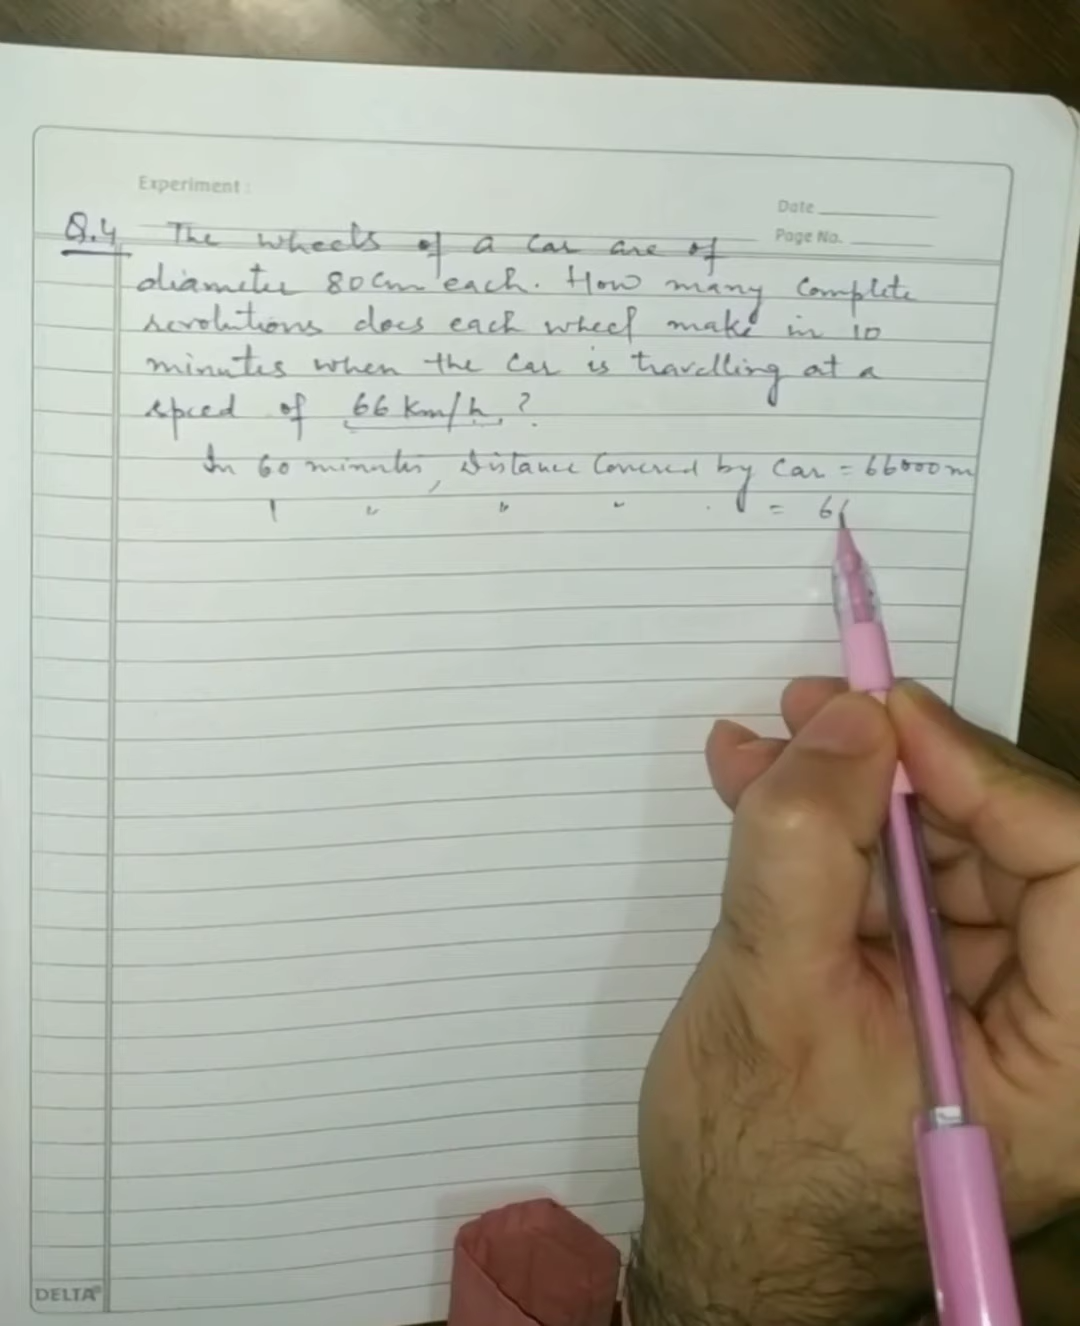 Experiment :
Date
Page No.
Q.4 The wheels of a car are of
diameter 80cm each. How many complete
revolutions does each wheel make in 10
minutes when the car is travelling at a
speed of 66 km/h ?
In 60 minutes, distance covered by car = 66000m
1 " " " = 66
DELTA